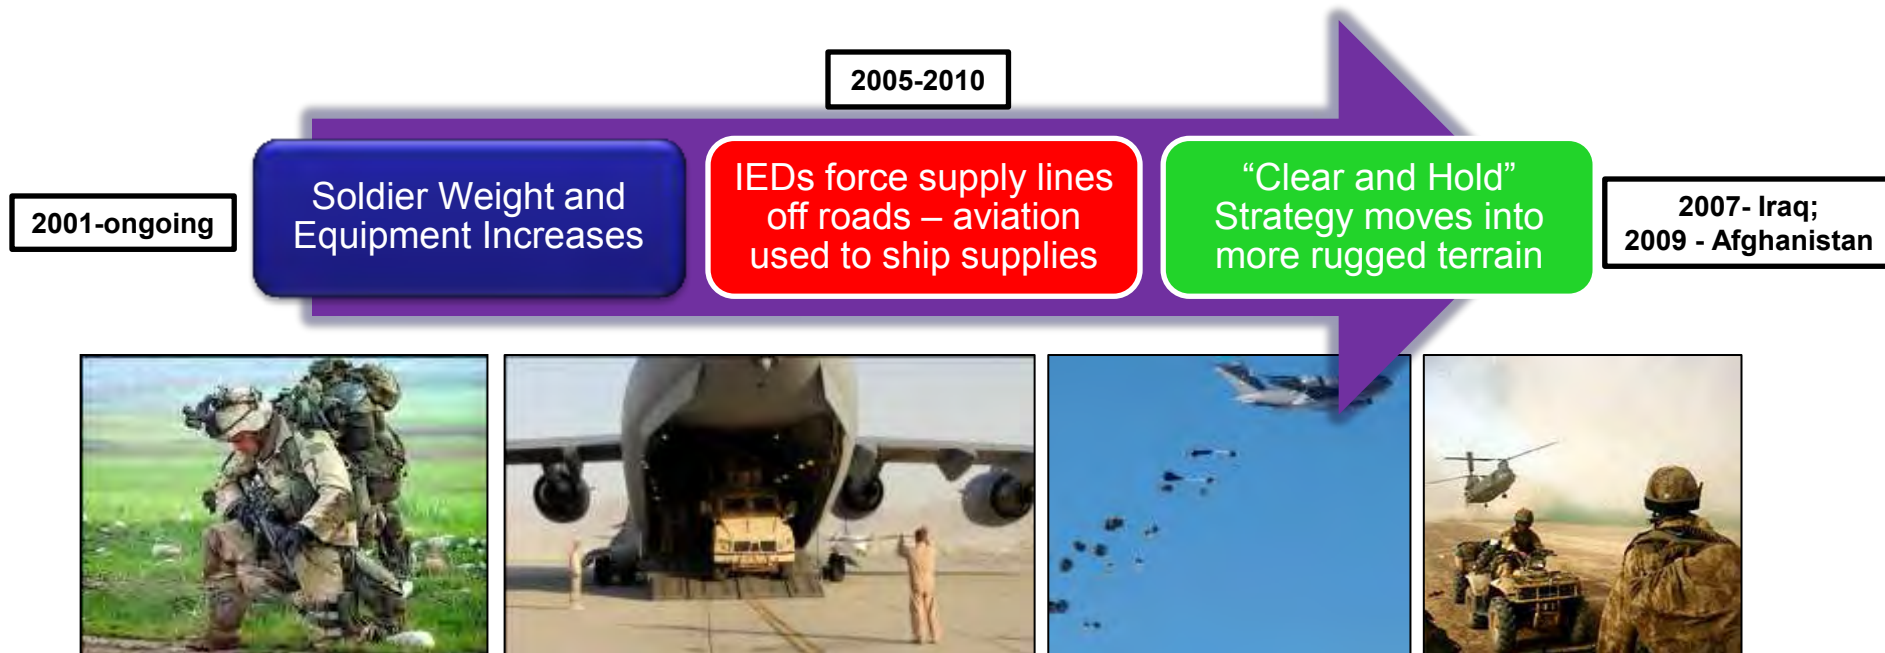 2005-2010
2001-ongoing
Soldier Weight and
Equipment Increases
IEDs force supply lines
off roads – aviation
used to ship supplies
“Clear and Hold”
Strategy moves into
more rugged terrain
2007- Iraq;
2009 - Afghanistan